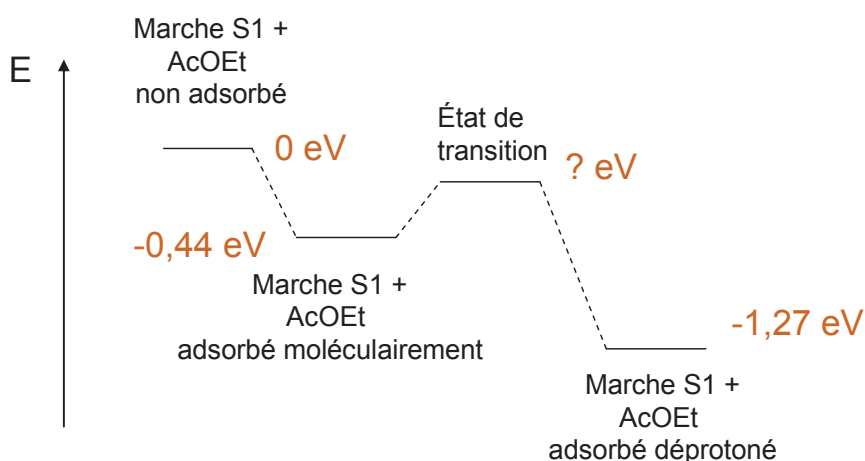 Marche S1 +
AcOEt
non adsorbé
E
0 eV
État de
transition
? eV
-0,44 eV
Marche S1 +
AcOEt
adsorbé moléculairement
-1,27 eV
Marche S1 +
AcOEt
adsorbé déprotoné